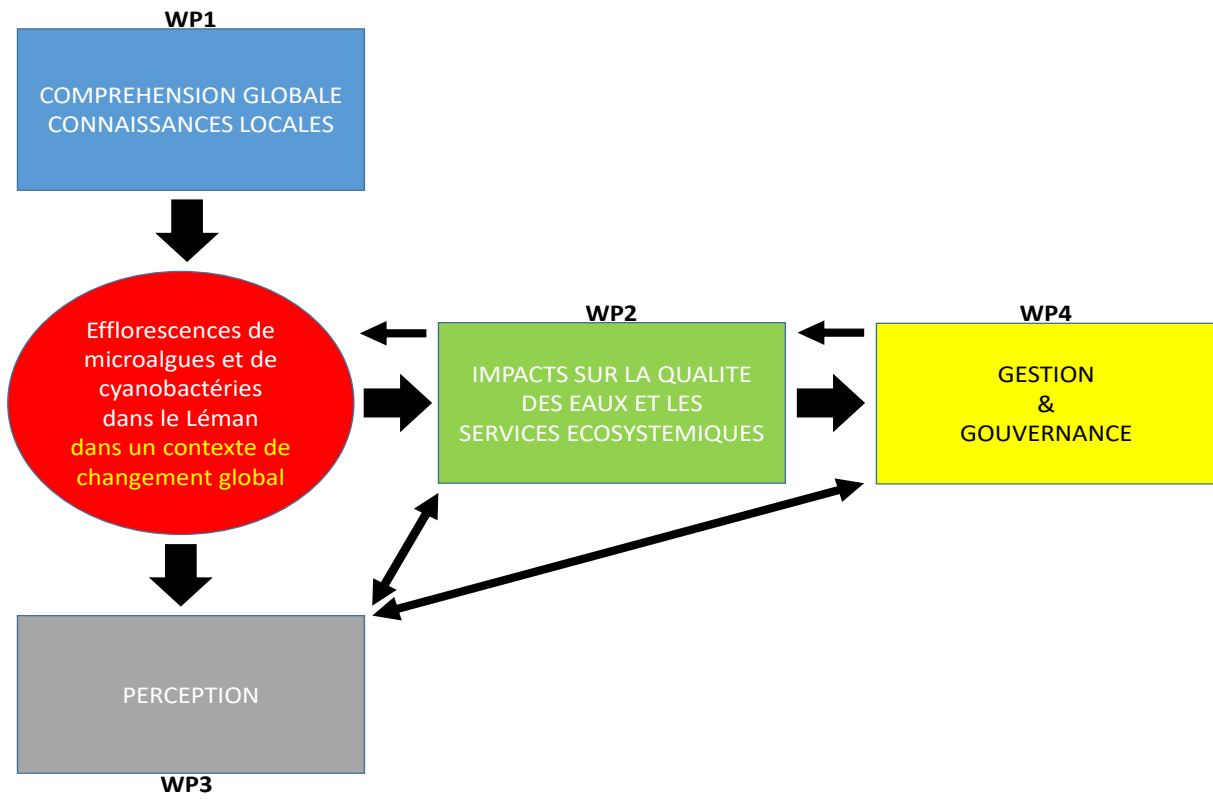 WP1
COMPREHENSION GLOBALE
CONNAISSANCES LOCALES
Efflorescences de
microalgues et de
cyanobactéries
dans le Léman
dans un contexte de
changement global
WP2
IMPACTS SUR LA QUALITE
DES EAUX ET LES
SERVICES ECOSYSTEMIQUES
WP4
GESTION
&
GOUVERNANCE
PERCEPTION
WP3